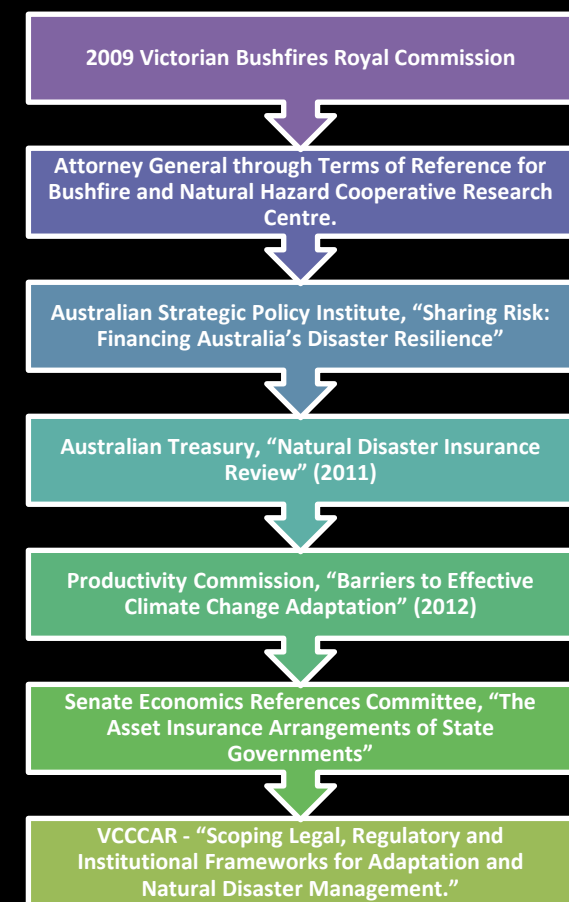 2009 Victorian Bushfires Royal Commission
Attorney General through Terms of Reference for
Bushfire and Natural Hazard Cooperative Research
Centre.
Australian Strategic Policy Institute, “Sharing Risk:
Financing Australia’s Disaster Resilience”
Australian Treasury, “Natural Disaster Insurance
Review” (2011)
Productivity Commission, “Barriers to Effective
Climate Change Adaptation” (2012)
Senate Economics References Committee, “The
Asset Insurance Arrangements of State
Governments”
VCCCAR - “Scoping Legal, Regulatory and
Institutional Frameworks for Adaptation and
Natural Disaster Management.”